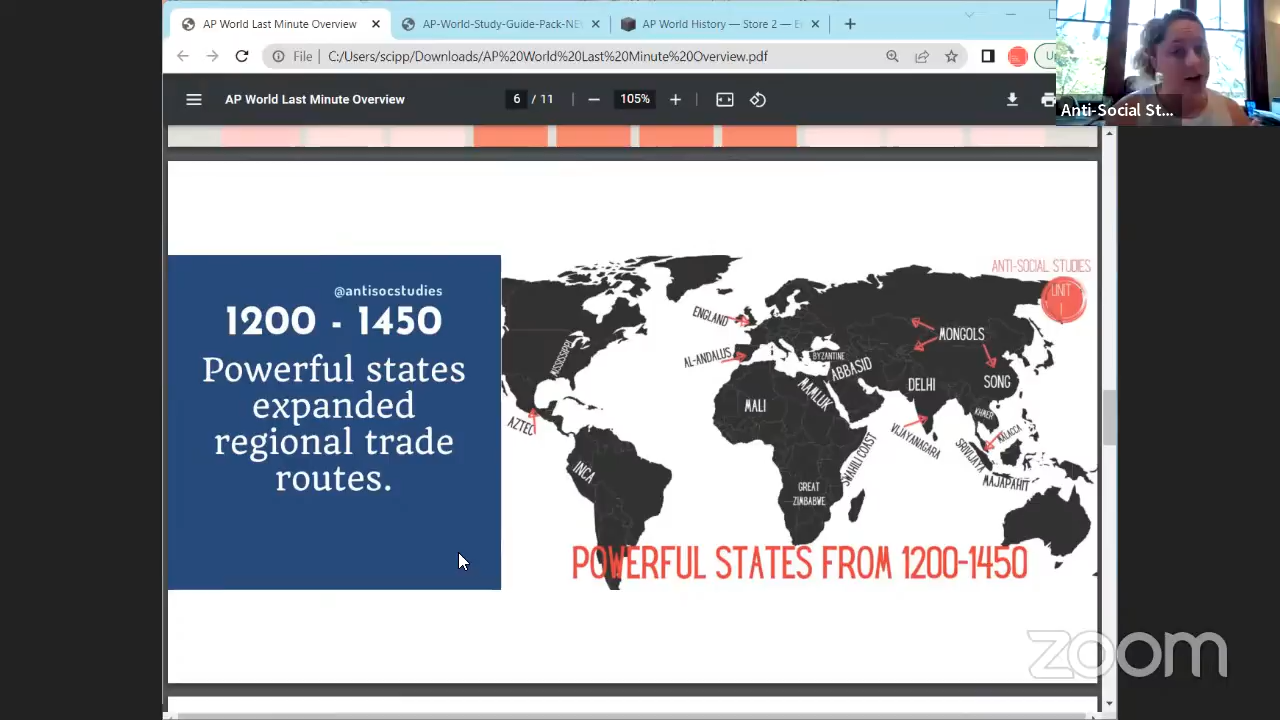 AP World Last Minute Overview
AP-World-Study-Guide-Pack-NE
AP World History — Store 2 — E
File
C:/Users/scipp/Downloads/AP%20World%20Last%20Minute%20Overview.pdf
AP World Last Minute Overview
6 / 11
105%
Anti-Social St...
@antisocstudies
1200 - 1450
Powerful states
expanded
regional trade
routes.
ANTI-SOCIAL STUDIES
UNIT
1
ENGLAND
MONGOLS
MISSISSIPPI
AL-ANDALUS
BYZANTINE
ABBASID
DELHI
SONG
MAMLUK
MALI
AZTEC
KHMER
VIJAYANAGARA
MALACCA
SRIVIJAYA
INCA
SWAHILI COAST
GREAT
ZIMBABWE
MAJAPAHIT
POWERFUL STATES FROM 1200-1450
zoom